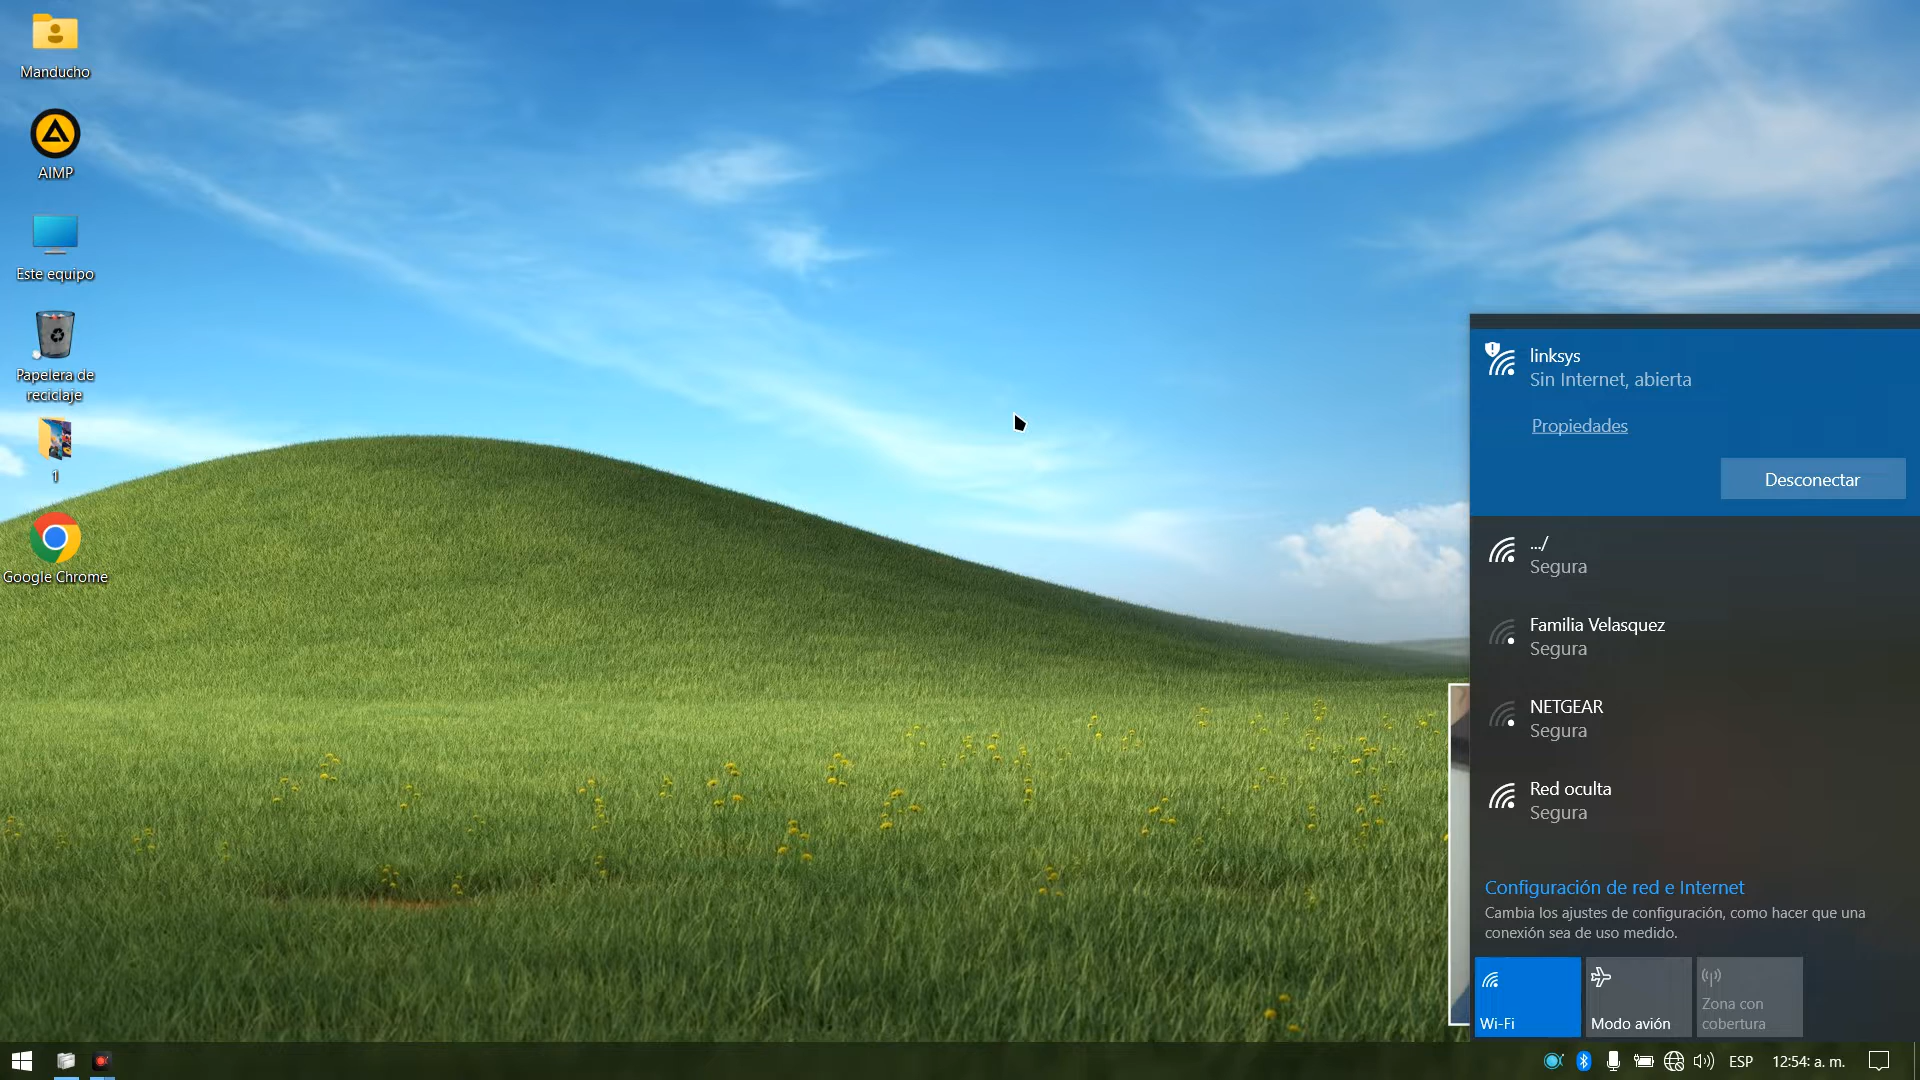 Manducho
AIMP
Este equipo
Papelera de
reciclaje
1
Google Chrome
linksys
Sin Internet, abierta
Propiedades
Desconectar
.../
Segura
Familia Velasquez
Segura
NETGEAR
Segura
Red oculta
Segura
Configuración de red e Internet
Cambia los ajustes de configuración, como hacer que una
conexión sea de uso medido.
Wi-Fi
Modo avión
Zona con
cobertura
ESP
12:54: a. m.